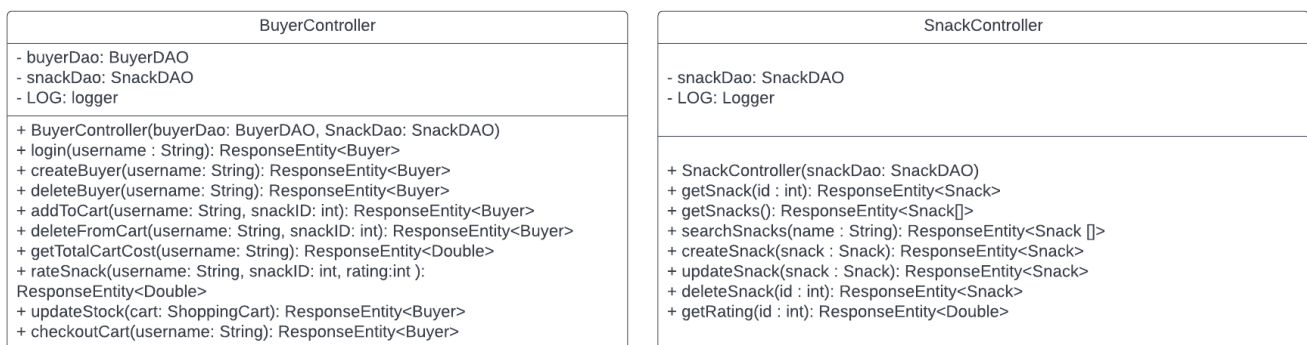 BuyerController
- buyerDao: BuyerDAO
- snackDao: SnackDAO
- LOG: logger
+ BuyerController(buyerDao: BuyerDAO, SnackDao: SnackDAO)
+ login(username : String): ResponseEntity<Buyer>
+ createBuyer(username: String): ResponseEntity<Buyer>
+ deleteBuyer(username: String): ResponseEntity<Buyer>
+ addToCart(username: String, snackID: int): ResponseEntity<Buyer>
+ deleteFromCart(username: String, snackID: int): ResponseEntity<Buyer>
+ getTotalCartCost(username: String): ResponseEntity<Double>
+ rateSnack(username: String, snackID: int, rating:int ):
ResponseEntity<Double>
+ updateStock(cart: ShoppingCart): ResponseEntity<Buyer>
+ checkoutCart(username: String): ResponseEntity<Buyer>
SnackController
- snackDao: SnackDAO
- LOG: Logger
+ SnackController(snackDao: SnackDAO)
+ getSnack(id : int): ResponseEntity<Snack>
+ getSnacks(): ResponseEntity<Snack[]>
+ searchSnacks(name : String): ResponseEntity<Snack []>
+ createSnack(snack : Snack): ResponseEntity<Snack>
+ updateSnack(snack : Snack): ResponseEntity<Snack>
+ deleteSnack(id : int): ResponseEntity<Snack>
+ getRating(id : int): ResponseEntity<Double>